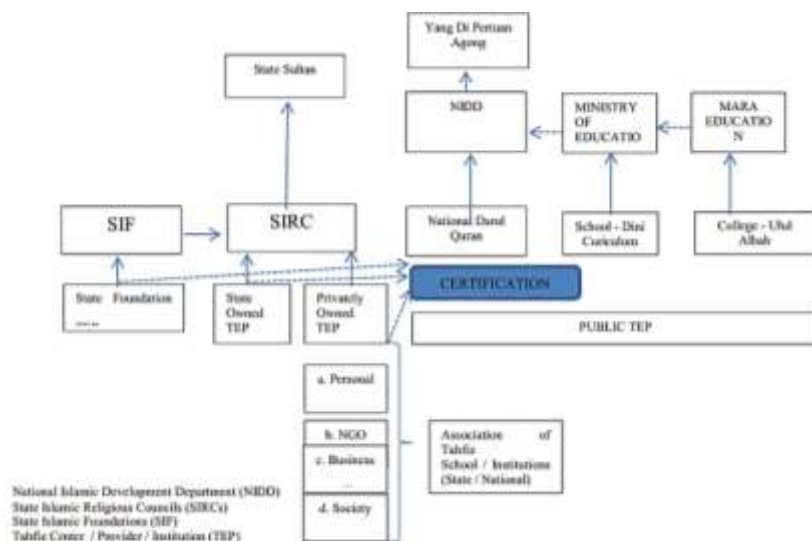 Yang Di Pertuan
Agong
State Sultan
NIDD
MINISTRY
OF
EDUCATIO
MARA
EDUCATIO
N
SIF
SIRC
National Darul
Quran
School - Dini
Curiculum
College - Ulul
Albab
State Foundation
State
Owned
TEP
Privately
Owned
TEP
CERTIFICATION
PUBLIC TEP
a. Personal
b. NGO
c. Business
...
d. Society
Association of
Tahfiz
School / Institutions
(State / National)
National Islamic Development Department (NIDD)
State Islamic Religious Councils (SIRCs)
State Islamic Foundations (SIF)
Tahfiz Center / Provider / Institution (TEP)